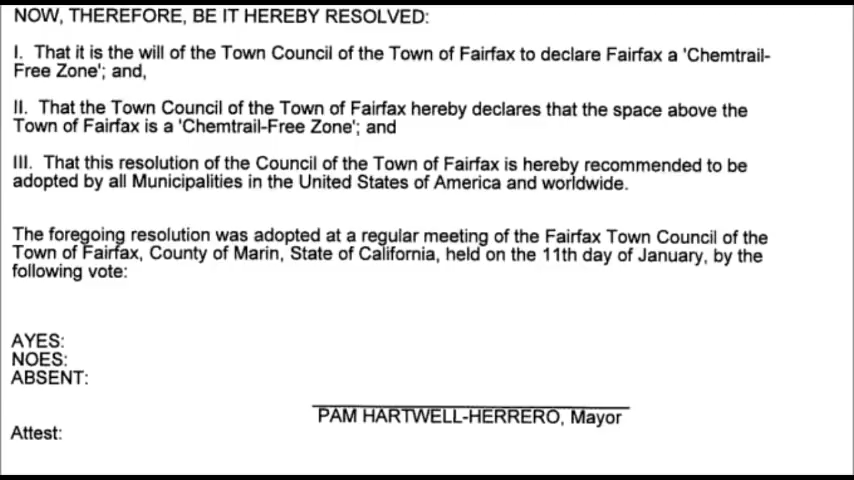 NOW, THEREFORE, BE IT HEREBY RESOLVED:
I. That it is the will of the Town Council of the Town of Fairfax to declare Fairfax a 'Chemtrail-
Free Zone'; and,
II. That the Town Council of the Town of Fairfax hereby declares that the space above the
Town of Fairfax is a 'Chemtrail-Free Zone'; and
III. That this resolution of the Council of the Town of Fairfax is hereby recommended to be
adopted by all Municipalities in the United States of America and worldwide.
The foregoing resolution was adopted at a regular meeting of the Fairfax Town Council of the
Town of Fairfax, County of Marin, State of California, held on the 11th day of January, by the
following vote:
AYES:
NOES:
ABSENT:
PAM HARTWELL-HERRERO, Mayor
Attest: